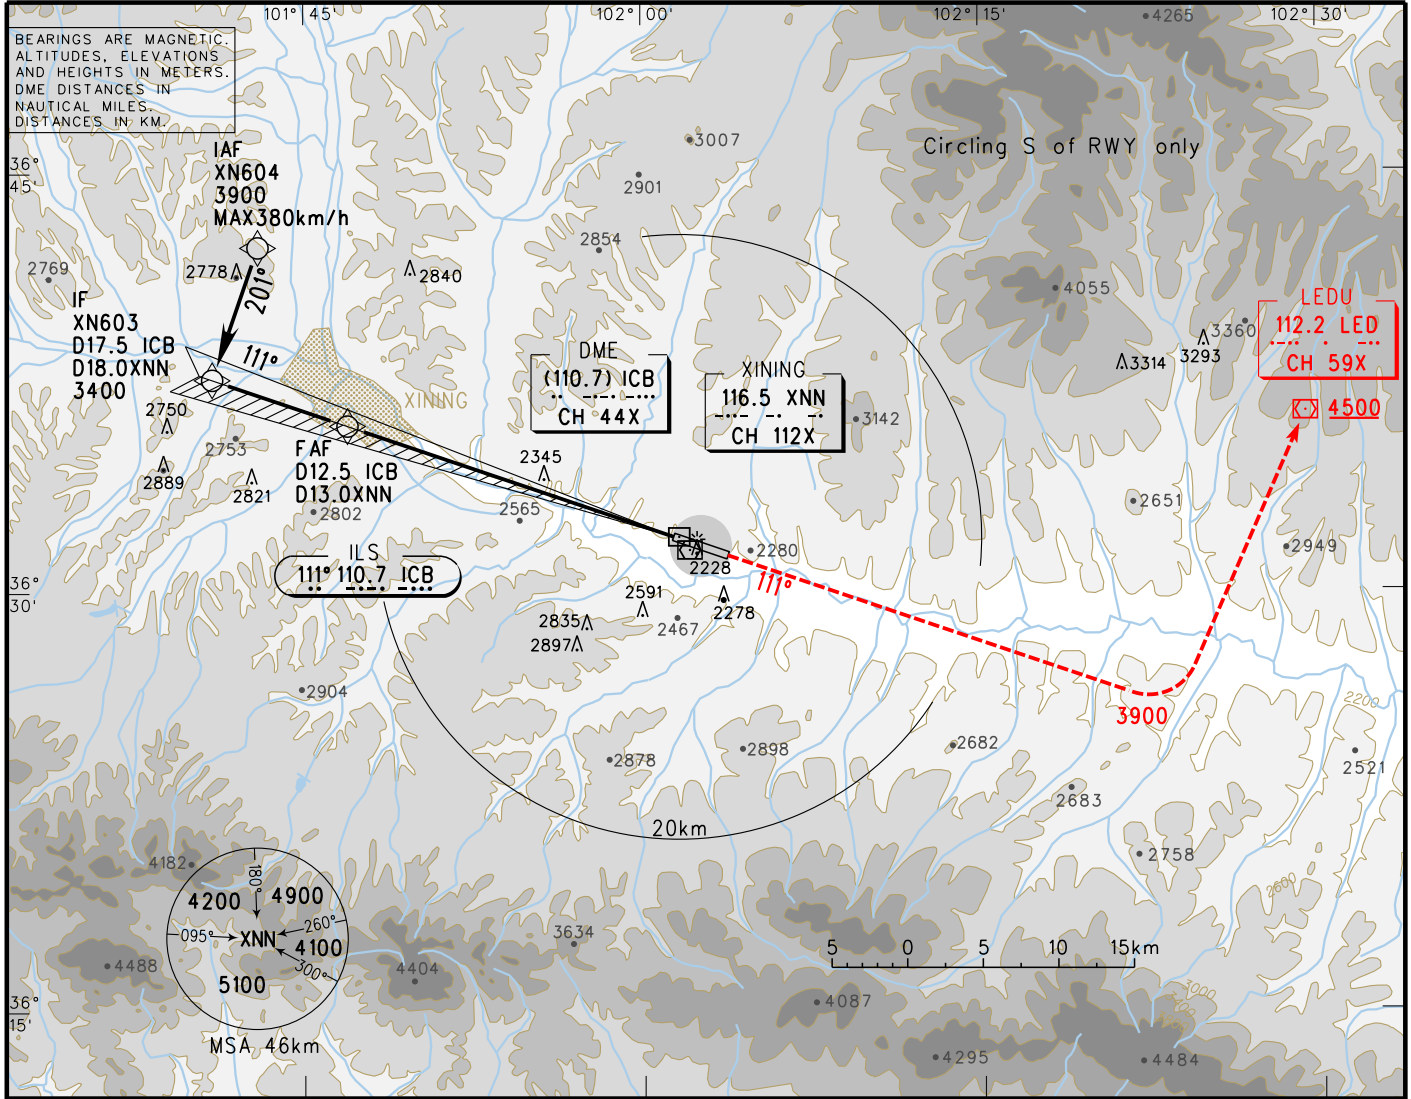 101° 45'
102° 00'
102° 15'
102° 30'
BEARINGS ARE MAGNETIC.
ALTITUDES, ELEVATIONS
AND HEIGHTS IN METERS.
DME DISTANCES IN
NAUTICAL MILES.
DISTANCES IN KM.
4265
3007
Circling S of RWY only
36°
45'
IAF
XN604
3900
MAX380km/h
2901
2854
2769
2778
2840
201°
4055
IF
XN603
D17.5 ICB
D18.0XNN
3400
111°
LEDU
112.2 LED
CH 59X
3360
3293
3314
4500
DME
(110.7) ICB
CH 44X
XINING
116.5 XNN
CH 112X
XINING
2750
2753
3142
FAF
D12.5 ICB
D13.0XNN
2345
2889
2821
2802
2565
2651
2949
2280
2228
ILS
111° 110.7 ICB
111°
36°
30'
2591
2278
2835
2467
2897
2904
2200
3900
2682
2898
2878
2521
2683
20km
2758
4182
2600
180°
4200
4900
260°
095°
XNN
4100
300°
5100
MSA 46km
3634
4488
4404
5 0 5 10 15km
3000
36°
15'
4087
4295
4484